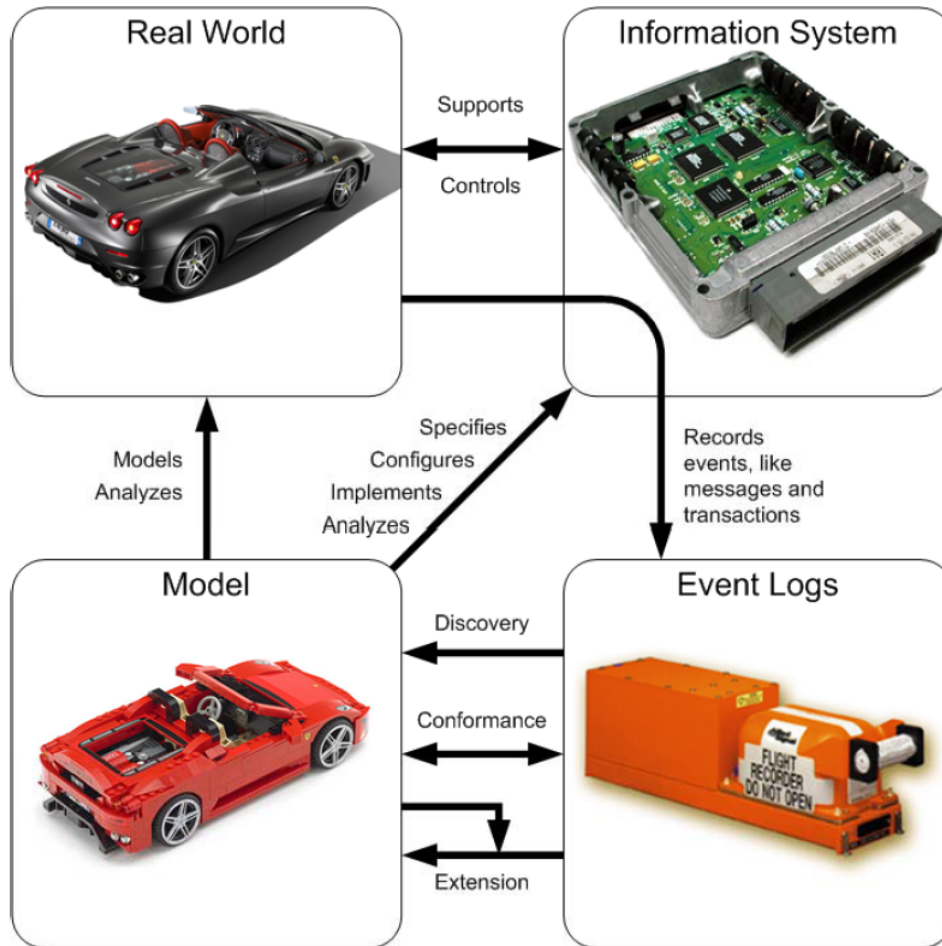 Real World
Information System
Supports
Controls
Models
Analyzes
Specifies
Configures
Implements
Analyzes
Records
events, like
messages and
transactions
Model
Event Logs
Discovery
Conformance
Extension
FLIGHT
RECORDER
DO NOT OPEN